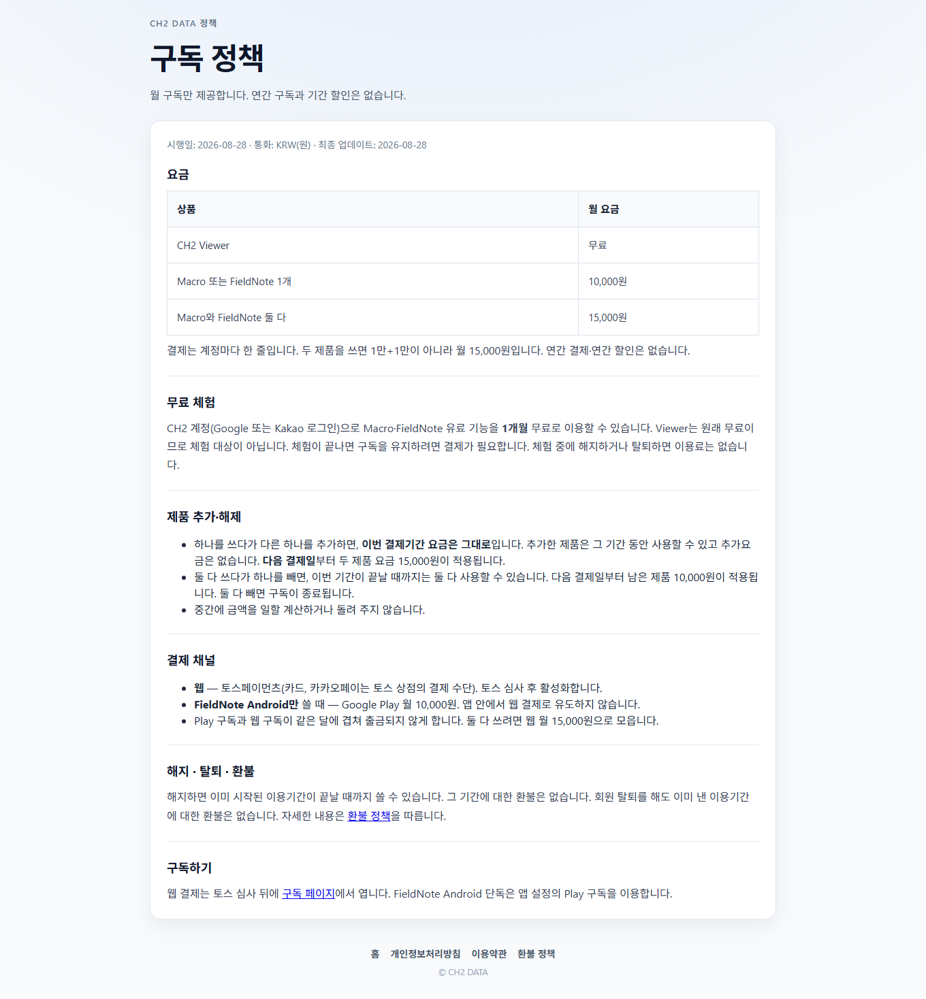 CH2 DATA 정책
구독 정책
월 구독만 제공합니다. 연간 구독과 기간 할인은 없습니다.
시행일: 2026-08-28 · 통화: KRW(원) · 최종 업데이트: 2026-08-28
요금
상품 월 요금
CH2 Viewer 무료
Macro 또는 FieldNote 1개 10,000원
Macro와 FieldNote 둘 다 15,000원
결제는 계정마다 한 줄입니다. 두 제품을 쓰면 1만+1만이 아니라 월 15,000원입니다. 연간 결제·연간 할인은 없습니다.
무료 체험
CH2 계정(Google 또는 Kakao 로그인)으로 Macro·FieldNote 유료 기능을 1개월 무료로 이용할 수 있습니다. Viewer는 원래 무료이
므로 체험 대상이 아닙니다. 체험이 끝나면 구독을 유지하려면 결제가 필요합니다. 체험 중에 해지하거나 탈퇴하면 이용료는 없습니
다.
제품 추가·해제
• 하나를 쓰다가 다른 하나를 추가하면, 이번 결제기간 요금은 그대로입니다. 추가한 제품은 그 기간 동안 사용할 수 있고 추가요
금은 없습니다. 다음 결제일부터 두 제품 요금 15,000원이 적용됩니다.
• 둘 다 쓰다가 하나를 빼면, 이번 기간이 끝날 때까지는 둘 다 사용할 수 있습니다. 다음 결제일부터 남은 제품 10,000원이 적용됩
니다. 둘 다 빼면 구독이 종료됩니다.
• 중간에 금액을 일할 계산하거나 돌려 주지 않습니다.
결제 채널
• 웹 — 토스페이먼츠(카드, 카카오페이는 토스 상점의 결제 수단). 토스 심사 후 활성화합니다.
• FieldNote Android만 쓸 때 — Google Play 월 10,000원. 앱 안에서 웹 결제로 유도하지 않습니다.
• Play 구독과 웹 구독이 같은 달에 겹쳐 출금되지 않게 합니다. 둘 다 쓰려면 웹 월 15,000원으로 모읍니다.
해지 · 탈퇴 · 환불
해지하면 이미 시작된 이용기간이 끝날 때까지 쓸 수 있습니다. 그 기간에 대한 환불은 없습니다. 회원 탈퇴를 해도 이미 낸 이용기간
에 대한 환불은 없습니다. 자세한 내용은 환불 정책을 따릅니다.
구독하기
웹 결제는 토스 심사 뒤에 구독 페이지에서 엽니다. FieldNote Android 단독은 앱 설정의 Play 구독을 이용합니다.
홈 개인정보처리방침 이용약관 환불 정책
© CH2 DATA